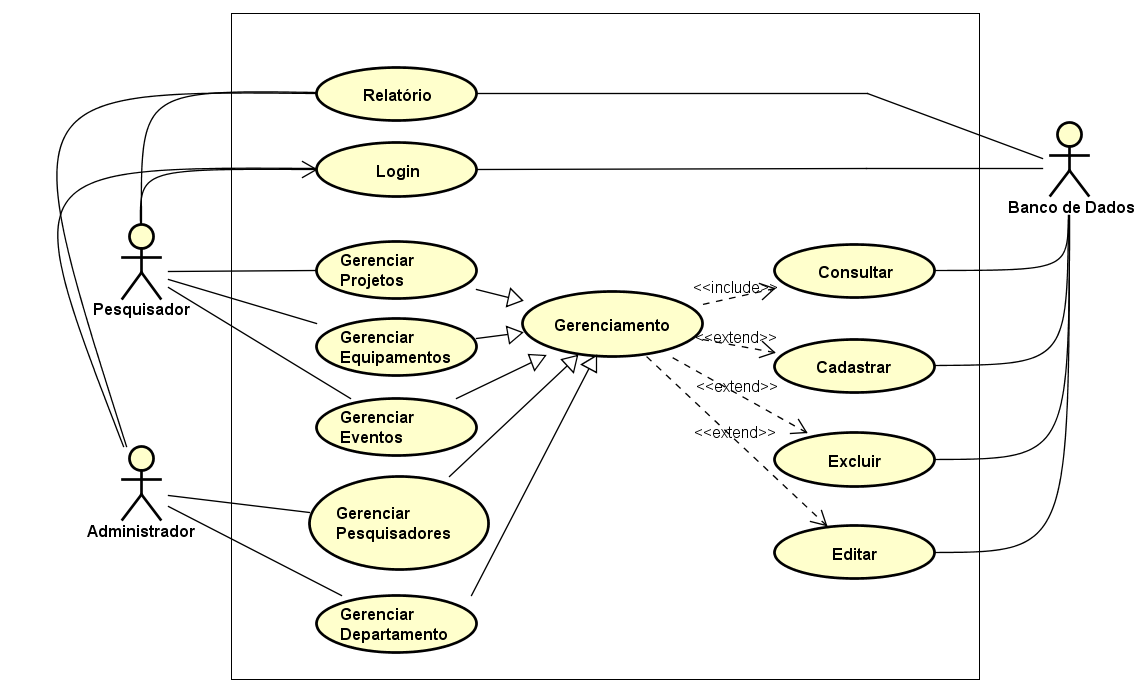 Relatório
Login
Banco de Dados
Pesquisador
Gerenciar
Projetos
Gerenciar
Equipamentos
Gerenciar
Eventos
Gerenciamento
<<include>>
<<extend>>
<<extend>>
<<extend>>
Consultar
Cadastrar
Excluir
Editar
Administrador
Gerenciar
Pesquisadores
Gerenciar
Departamento